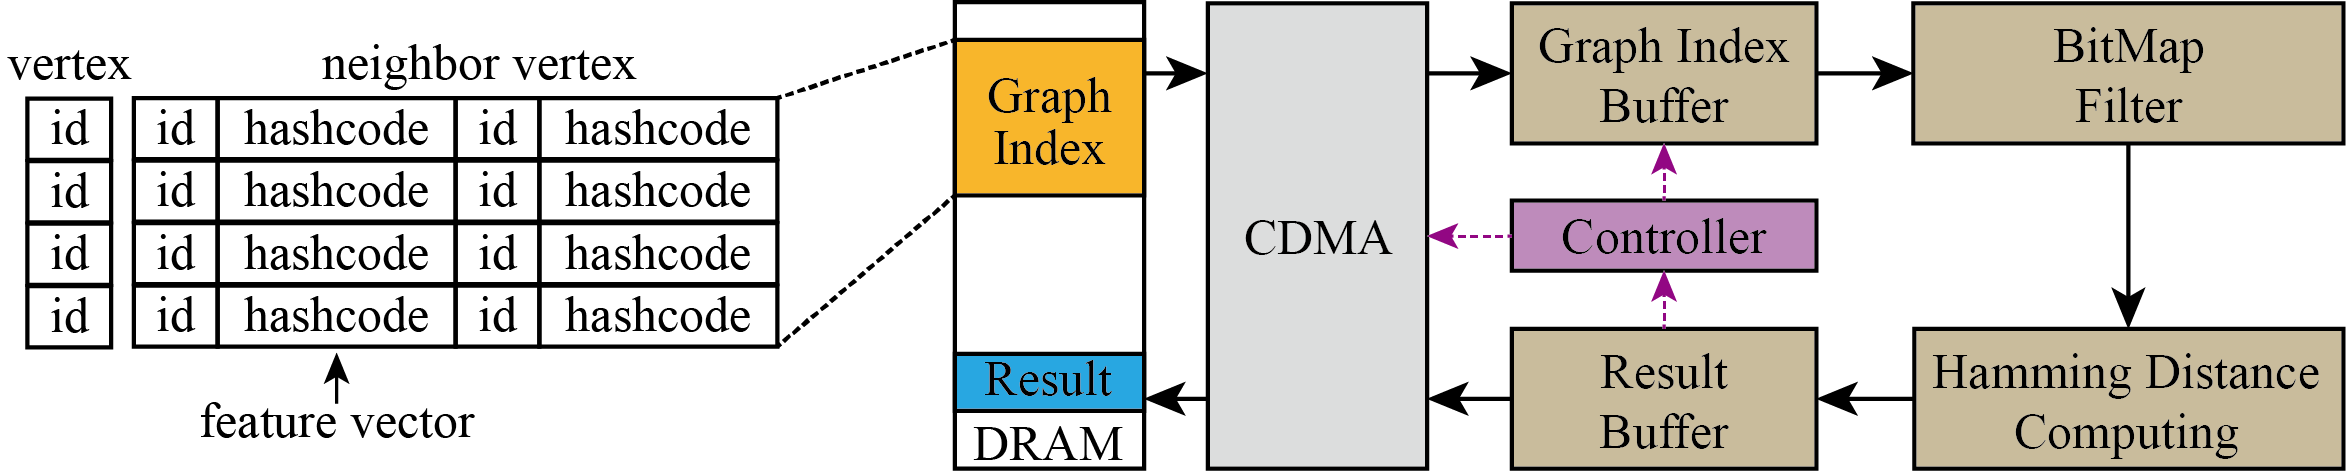 vertex
neighbor vertex
id id hashcode id hashcode
id id hashcode id hashcode
id id hashcode id hashcode
id id hashcode id hashcode
feature vector
Graph
Index
Result
DRAM
CDMA
Graph Index
Buffer
BitMap
Filter
Controller
Result
Buffer
Hamming Distance
Computing